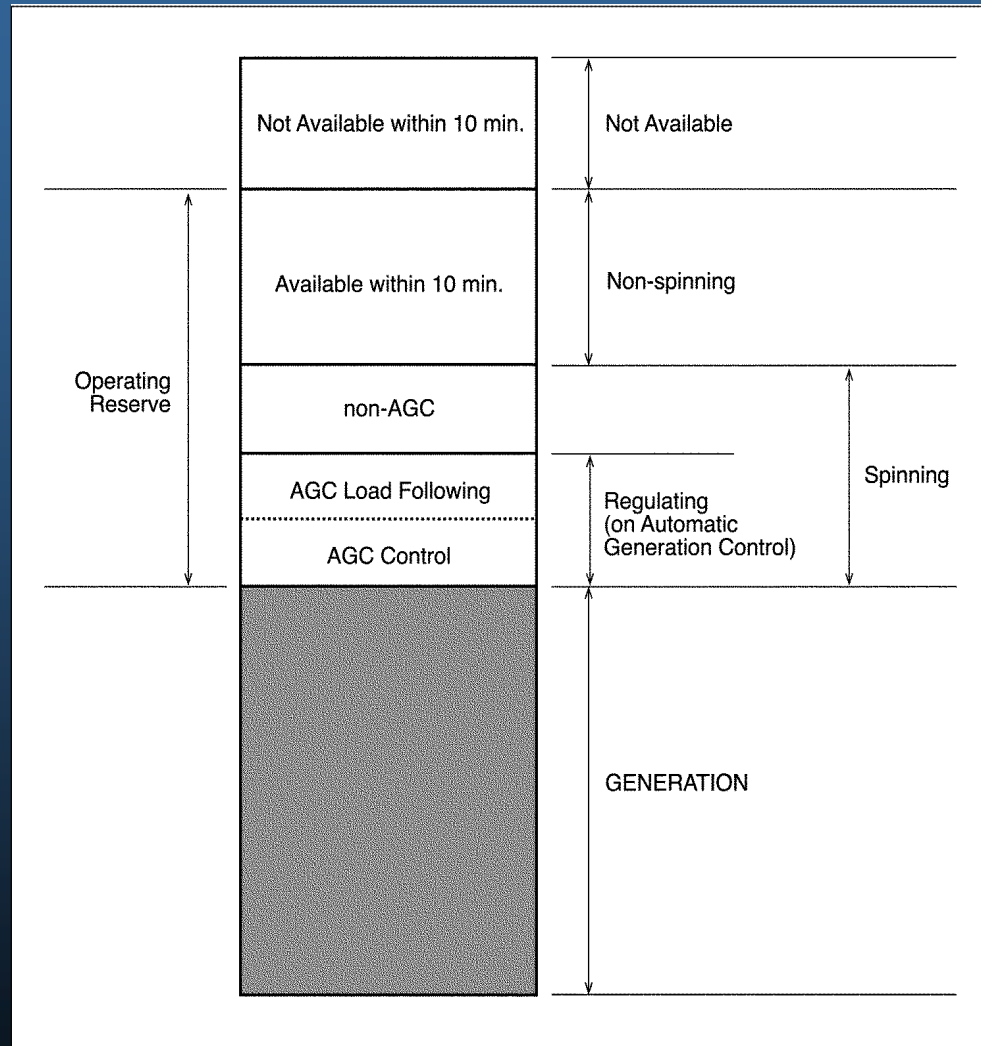 Not Available within 10 min.
Not Available
Available within 10 min.
Non-spinning
Operating
Reserve
non-AGC
AGC Load Following
AGC Control
Regulating
(on Automatic
Generation Control)
Spinning
GENERATION